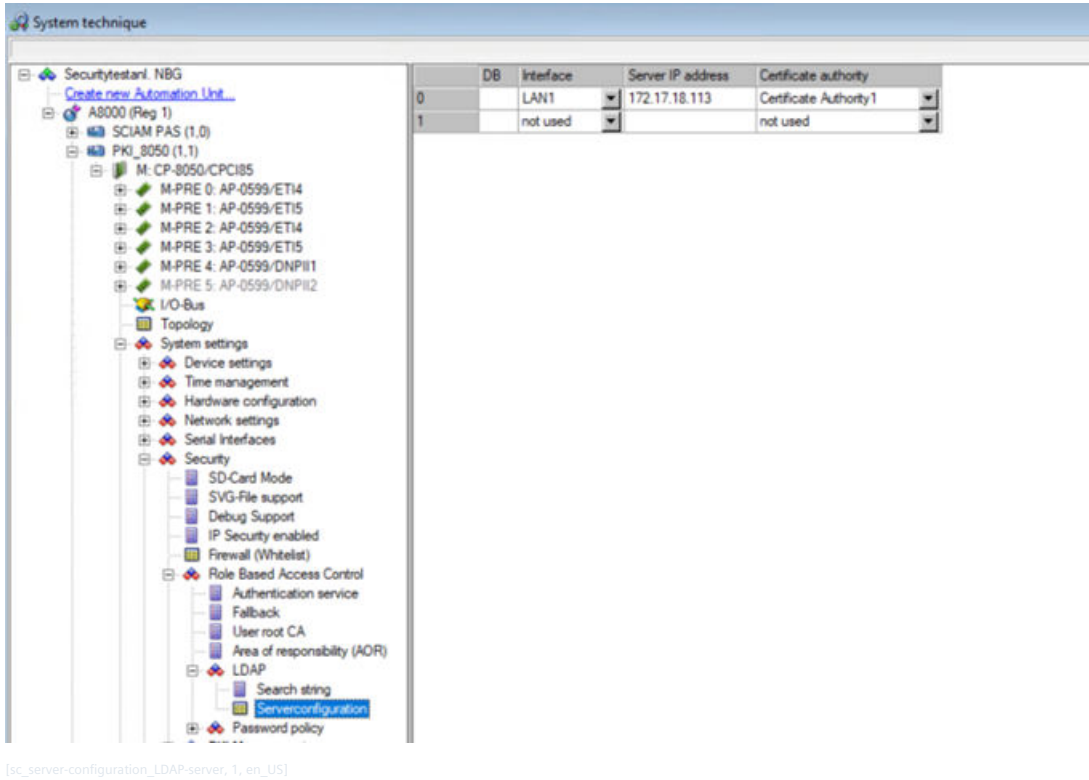 System technique
Securtytestanl. NBG
Create new Automation Unit...
A8000 (Reg 1)
SCIAM PAS (1,0)
PKI_8050 (1,1)
M: CP-8050/CPCI85
M-PRE 0: AP-0599/ETI4
M-PRE 1: AP-0599/ETI5
M-PRE 2: AP-0599/ETI4
M-PRE 3: AP-0599/ETI5
M-PRE 4: AP-0599/DNPII1
M-PRE 5: AP-0599/DNPII2
I/O-Bus
Topology
System settings
Device settings
Time management
Hardware configuration
Network settings
Serial Interfaces
Security
SD-Card Mode
SVG-File support
Debug Support
IP Security enabled
Firewall (Whitelist)
Role Based Access Control
Authentication service
Fallback
User root CA
Area of responsibility (AOR)
LDAP
Search string
Serverconfiguration
Password policy
DB Interface Server IP address Certificate authority
0 LAN1 172.17.18.113 Certificate Authority1
1 not used not used
[sc_server-configuration_LDAP-server, 1, en_US]